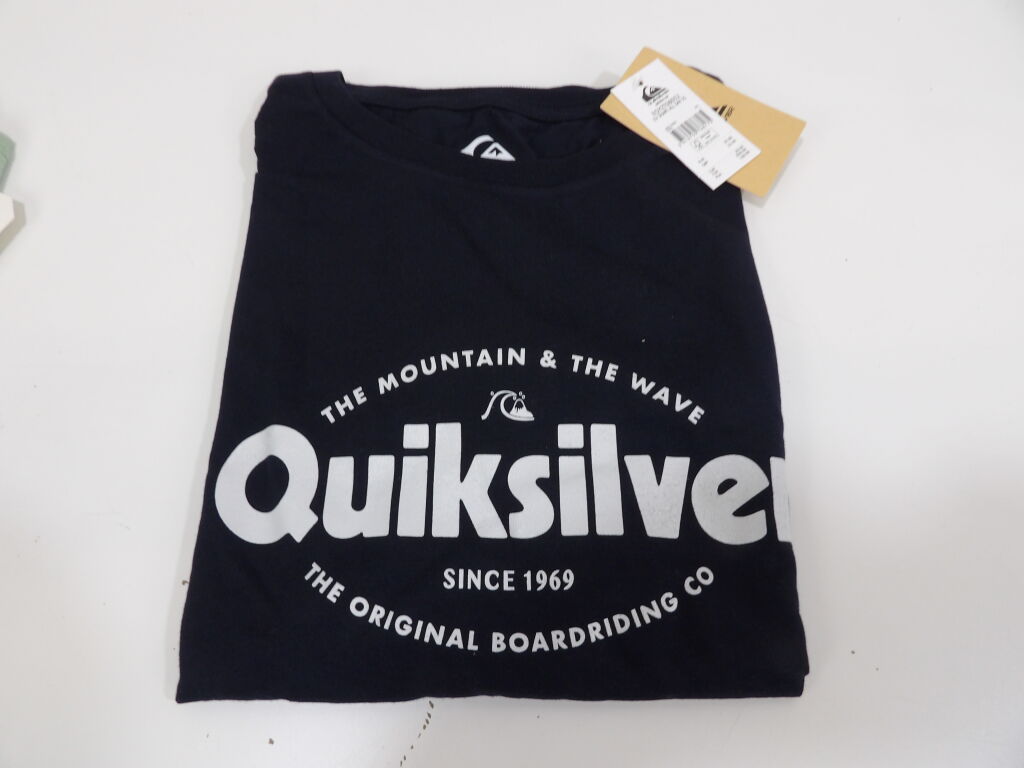 THE MOUNTAIN & THE WAVE
Quiksilver
SINCE 1969
THE ORIGINAL BOARDRIDING CO